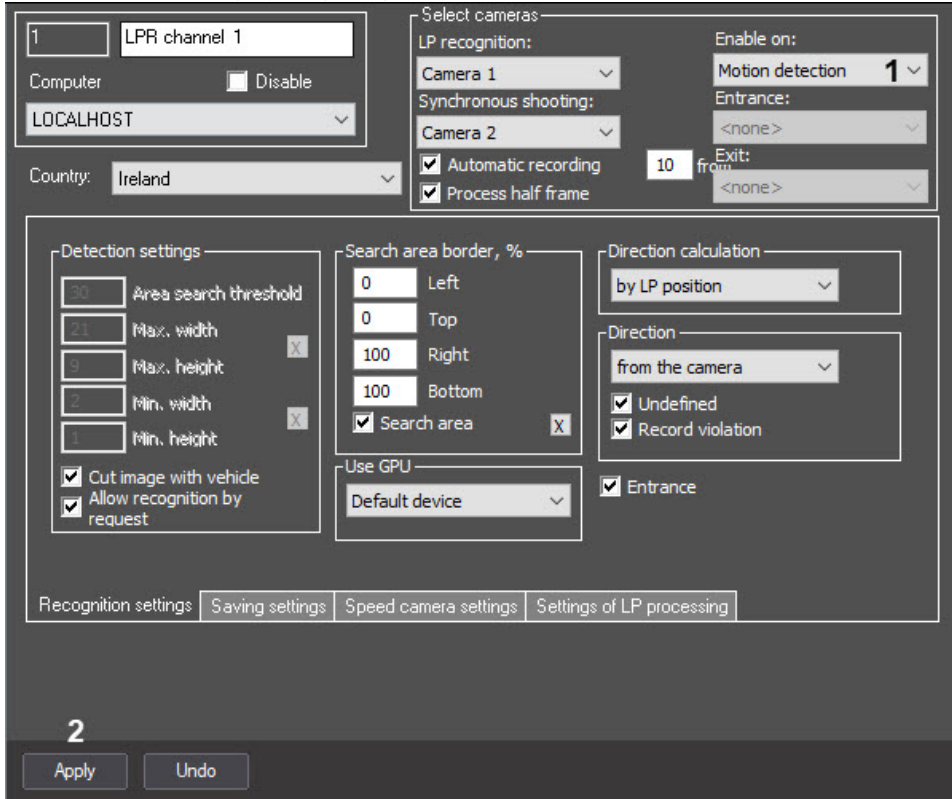 1 LPR channel 1
Computer Disable
LOCALHOST
Country: Ireland
Select cameras
LP recognition:
Camera 1
Synchronous shooting:
Camera 2
Automatic recording 10 from
Process half frame
Enable on:
Motion detection 1
Entrance:
<none>
Exit:
<none>
Detection settings
30 Area search threshold
21 Max. width
X
9 Max. height
2 Min. width
X
1 Min. height
Cut image with vehicle
Allow recognition by
request
Search area border, %
0 Left
0 Top
100 Right
100 Bottom
Search area X
Use GPU
Default device
Direction calculation
by LP position
Direction
from the camera
Undefined
Record violation
Entrance
Recognition settings Saving settings Speed camera settings Settings of LP processing
2
Apply Undo